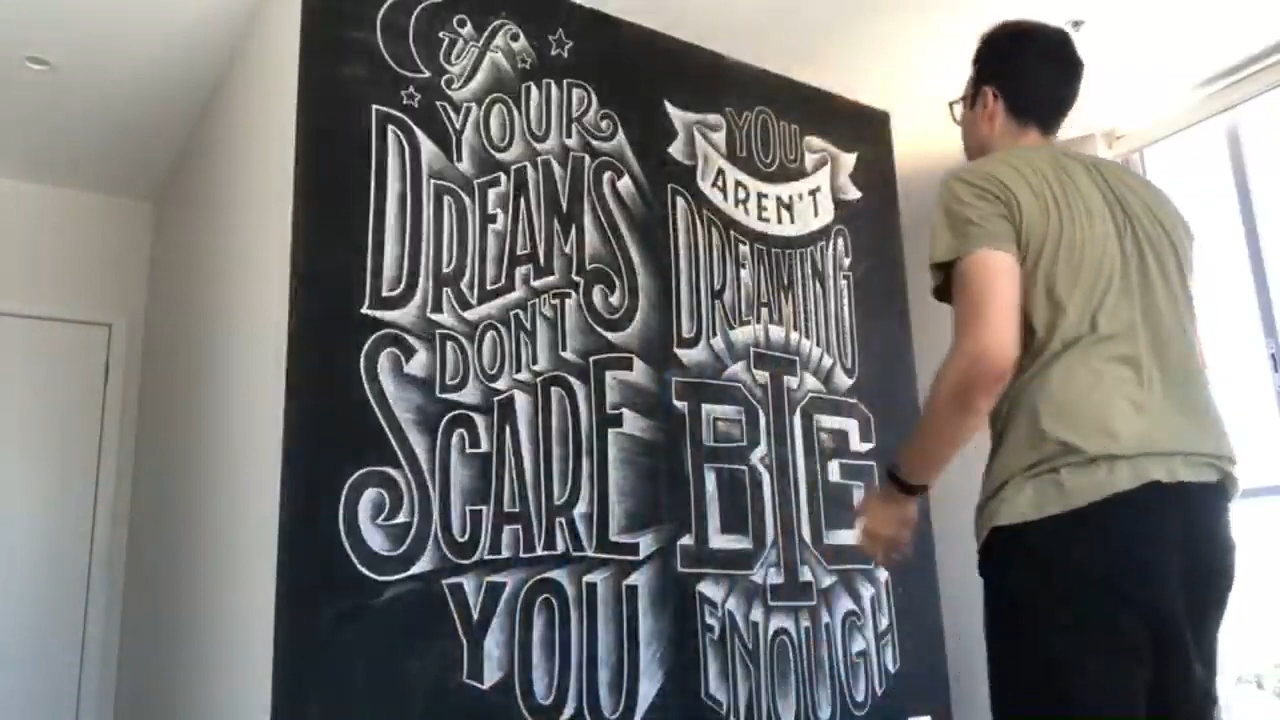 if
YOUR
DREAMS
DON'T
SCARE
YOU
YOU
AREN'T
DREAMING
BIG
ENOUGH